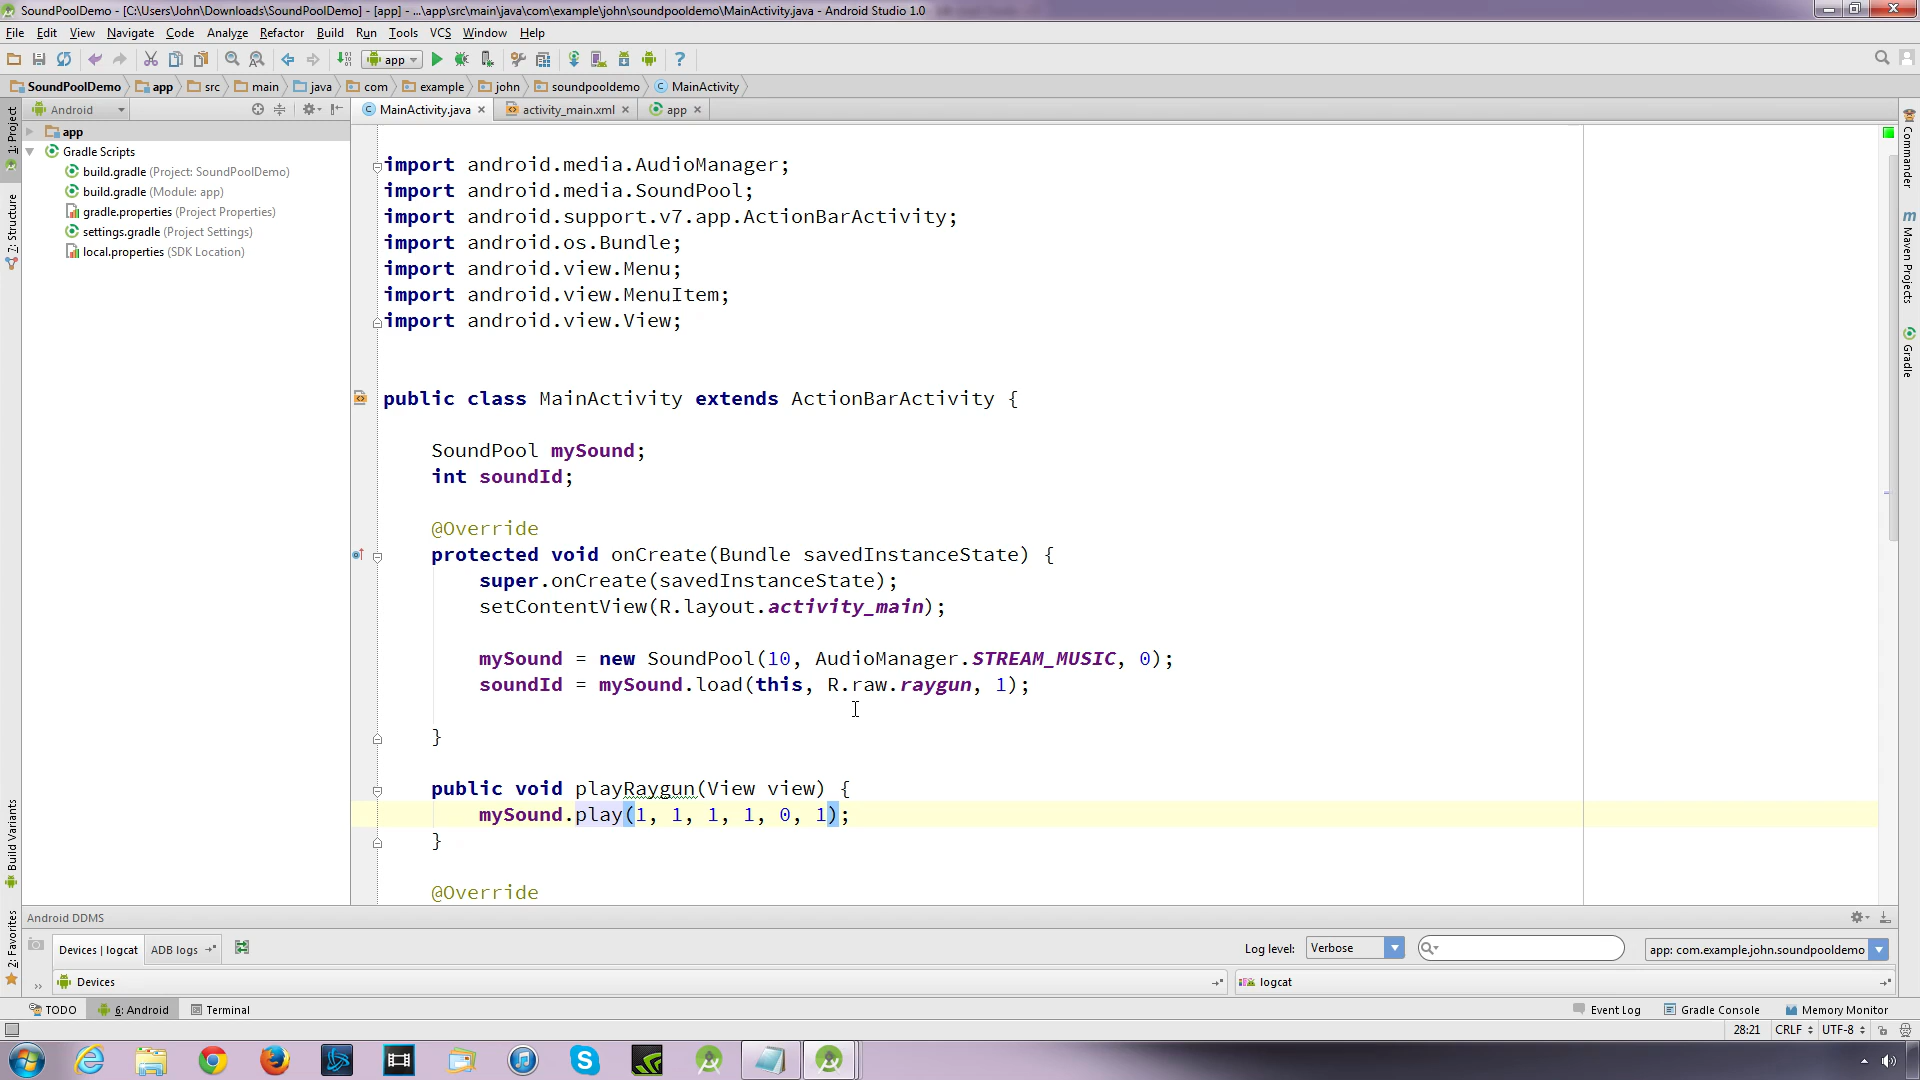 SoundPoolDemo - [C:\Users\John\Downloads\SoundPoolDemo] - [app] - ...\app\src\main\java\com\example\john\soundpooldemo\MainActivity.java - Android Studio 1.0
File Edit View Navigate Code Analyze Refactor Build Run Tools VCS Window Help
app
SoundPoolDemo app src main java com example john soundpooldemo MainActivity
Android
MainActivity.java activity_main.xml app
1: Project
7: Structure
Build Variants
2: Favorites
app
Gradle Scripts
build.gradle (Project: SoundPoolDemo)
build.gradle (Module: app)
gradle.properties (Project Properties)
settings.gradle (Project Settings)
local.properties (SDK Location)
import android.media.AudioManager;
import android.media.SoundPool;
import android.support.v7.app.ActionBarActivity;
import android.os.Bundle;
import android.view.Menu;
import android.view.MenuItem;
import android.view.View;
public class MainActivity extends ActionBarActivity {
SoundPool mySound;
int soundId;
@Override
protected void onCreate(Bundle savedInstanceState) {
super.onCreate(savedInstanceState);
setContentView(R.layout.activity_main);
mySound = new SoundPool(10, AudioManager.STREAM_MUSIC, 0);
soundId = mySound.load(this, R.raw.raygun, 1);
}
public void playRaygun(View view) {
mySound.play(1, 1, 1, 1, 0, 1);
}
@Override
Commander
m Maven Projects
Gradle
Android DDMS
Devices | logcat ADB logs Log level: Verbose app: com.example.john.soundpooldemo
Devices logcat
TODO 6: Android Terminal Event Log Gradle Console Memory Monitor
28:21 CRLF UTF-8